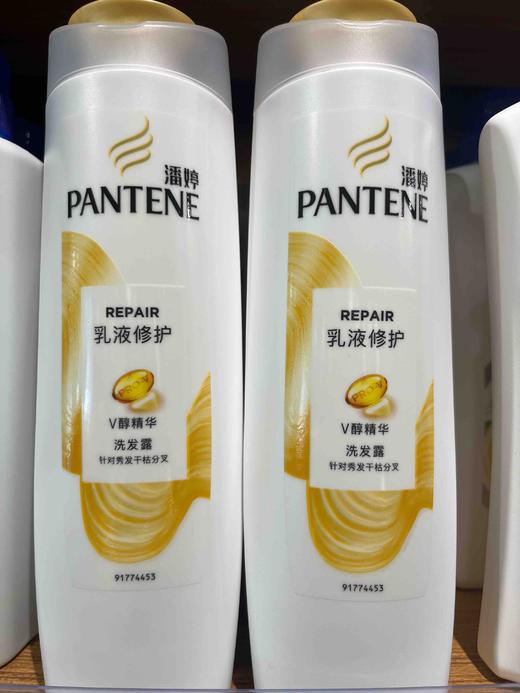 潘婷
PANTENE
REPAIR
乳液修护
PRO-V
V醇精华
洗发露
针对秀发干枯分叉
91774453
潘婷
PANTENE
REPAIR
乳液修护
PRO-V
V醇精华
洗发露
针对秀发干枯分叉
91774453